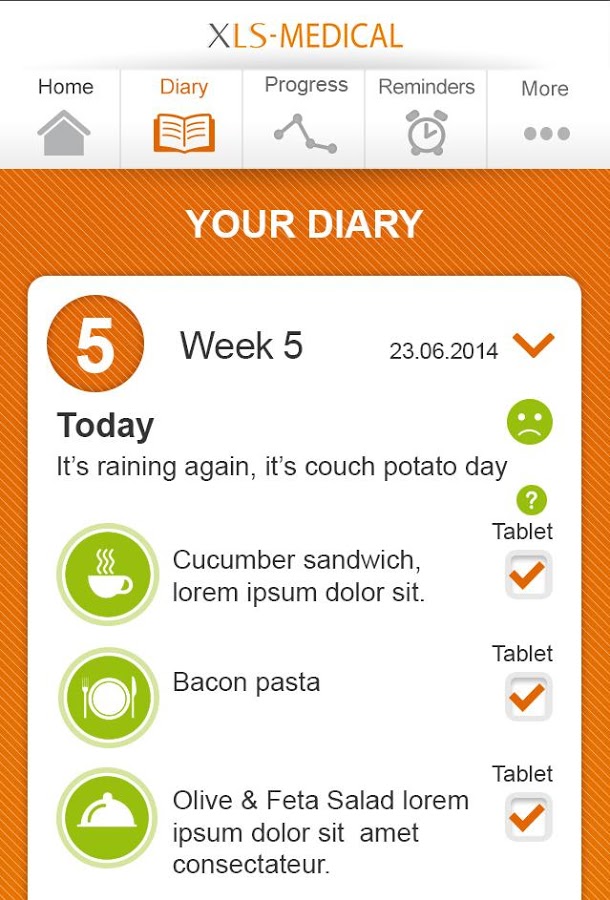 XLS-MEDICAL
Home Diary Progress Reminders More
YOUR DIARY
5 Week 5 23.06.2014
Today
It's raining again, it's couch potato day
?
Tablet
Cucumber sandwich,
lorem ipsum dolor sit.
Tablet
Bacon pasta
Tablet
Olive & Feta Salad lorem
ipsum dolor sit amet
consectateur.